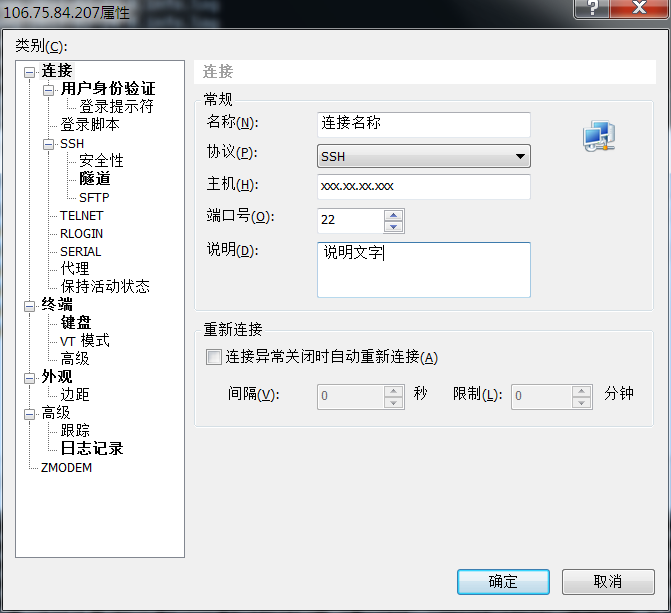 106.75.84.207属性
类别(C):
连接
用户身份验证
登录提示符
登录脚本
SSH
安全性
隧道
SFTP
TELNET
RLOGIN
SERIAL
代理
保持活动状态
终端
键盘
VT 模式
高级
外观
边距
高级
跟踪
日志记录
ZMODEM
连接
常规
名称(N): 连接名称
协议(P): SSH
主机(H): xxx.xx.xx.xxx
端口号(O): 22
说明(D): 说明文字
重新连接
连接异常关闭时自动重新连接(A)
间隔(V): 0 秒 限制(L): 0 分钟
确定 取消